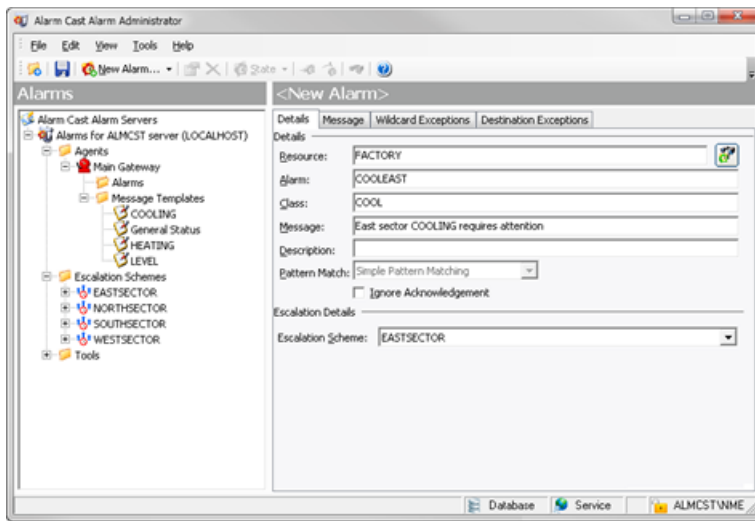 Alarm Cast Alarm Administrator
File Edit View Tools Help
New Alarm... State
Alarms
<New Alarm>
Alarm Cast Alarm Servers
Alarms for ALMCST server (LOCALHOST)
Agents
Main Gateway
Alarms
Message Templates
COOLING
General Status
HEATING
LEVEL
Escalation Schemes
EASTSECTOR
NORTHSECTOR
SOUTHSECTOR
WESTSECTOR
Tools
Details Message Wildcard Exceptions Destination Exceptions
Details
Resource: FACTORY
Alarm: COOLEAST
Class: COOL
Message: East sector COOLING requires attention
Description:
Pattern Match: Simple Pattern Matching
Ignore Acknowledgement
Escalation Details
Escalation Scheme: EASTSECTOR
Database Service ALMCST\NME